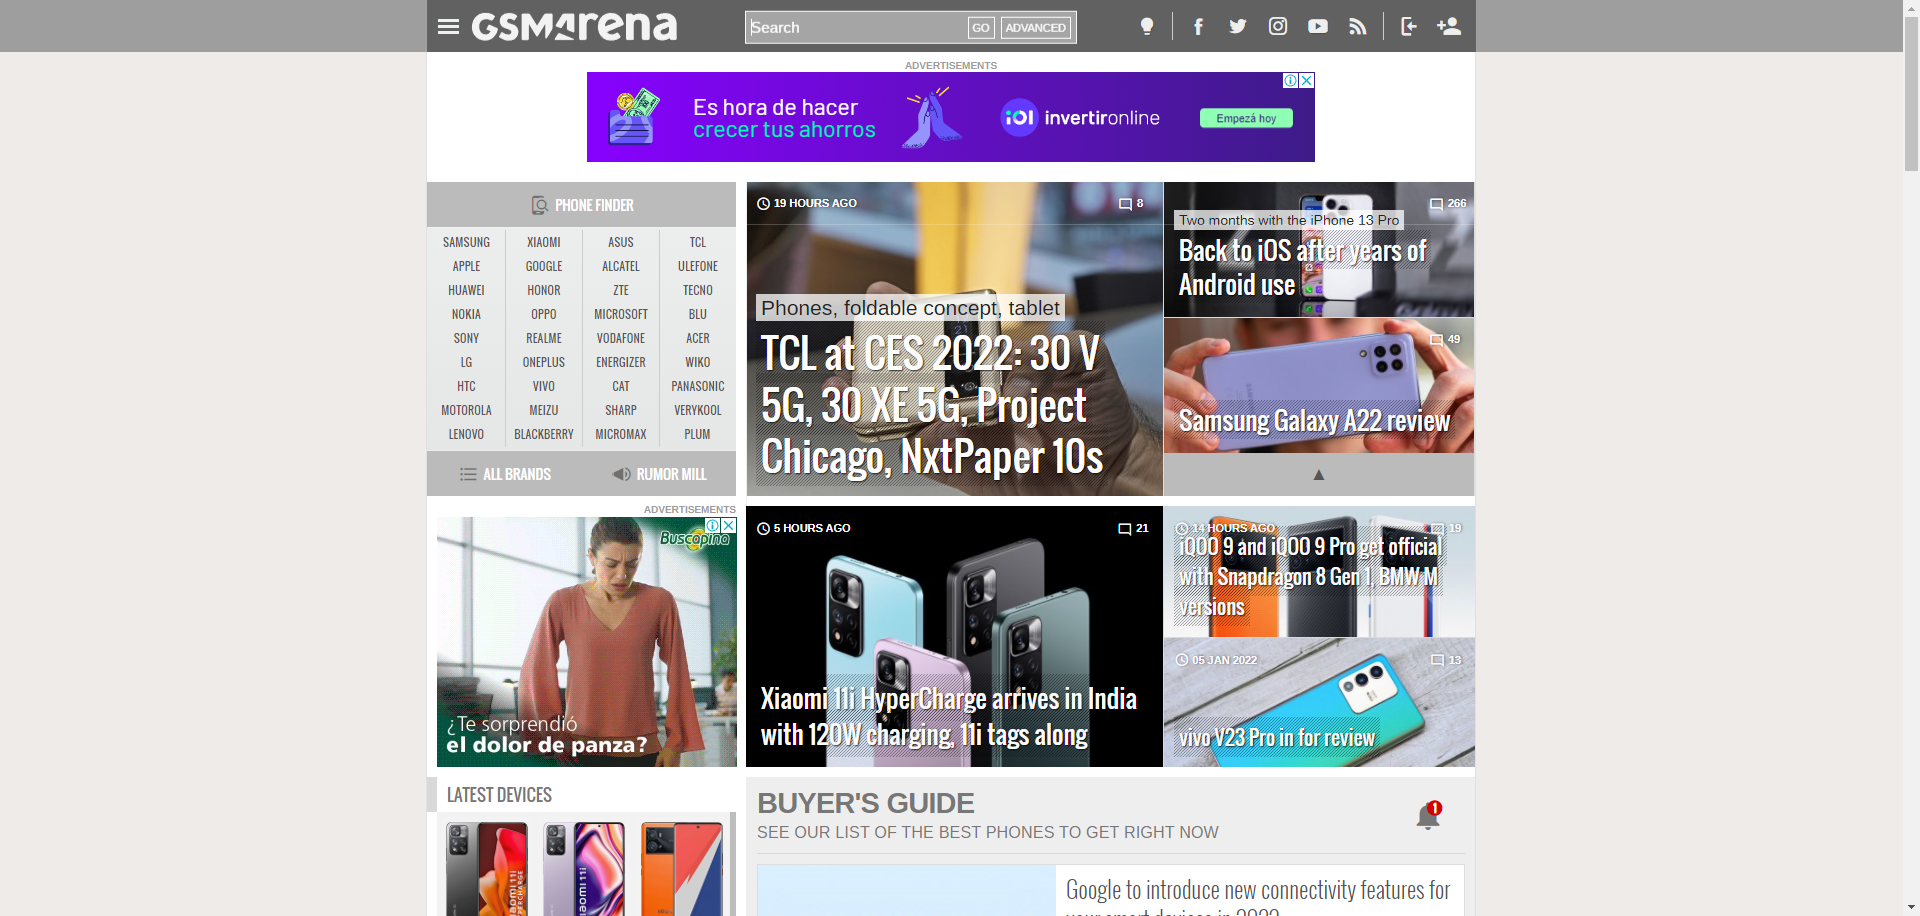 GSMArena
Search
GO
ADVANCED
ADVERTISEMENTS
Es hora de hacer
crecer tus ahorros
iol invertironline
Empezá hoy
PHONE FINDER
SAMSUNG XIAOMI ASUS TCL
APPLE GOOGLE ALCATEL ULEFONE
HUAWEI HONOR ZTE TECNO
NOKIA OPPO MICROSOFT BLU
SONY REALME VODAFONE ACER
LG ONEPLUS ENERGIZER WIKO
HTC VIVO CAT PANASONIC
MOTOROLA MEIZU SHARP VERYKOOL
LENOVO BLACKBERRY MICROMAX PLUM
ALL BRANDS
RUMOR MILL
19 HOURS AGO 8
Phones, foldable concept, tablet
TCL at CES 2022: 30 V
5G, 30 XE 5G, Project
Chicago, NxtPaper 10s
266
Two months with the iPhone 13 Pro
Back to iOS after years of
Android use
49
Samsung Galaxy A22 review
ADVERTISEMENTS
Buscapina
¿Te sorprendió
el dolor de panza?
5 HOURS AGO 21
Xiaomi 11i HyperCharge arrives in India
with 120W charging, 11i tags along
14 HOURS AGO 19
iQOO 9 and iQOO 9 Pro get official
with Snapdragon 8 Gen 1, BMW M
versions
05 JAN 2022 13
vivo V23 Pro in for review
LATEST DEVICES
BUYER'S GUIDE
SEE OUR LIST OF THE BEST PHONES TO GET RIGHT NOW
1
Google to introduce new connectivity features for
your smart devices in 2022